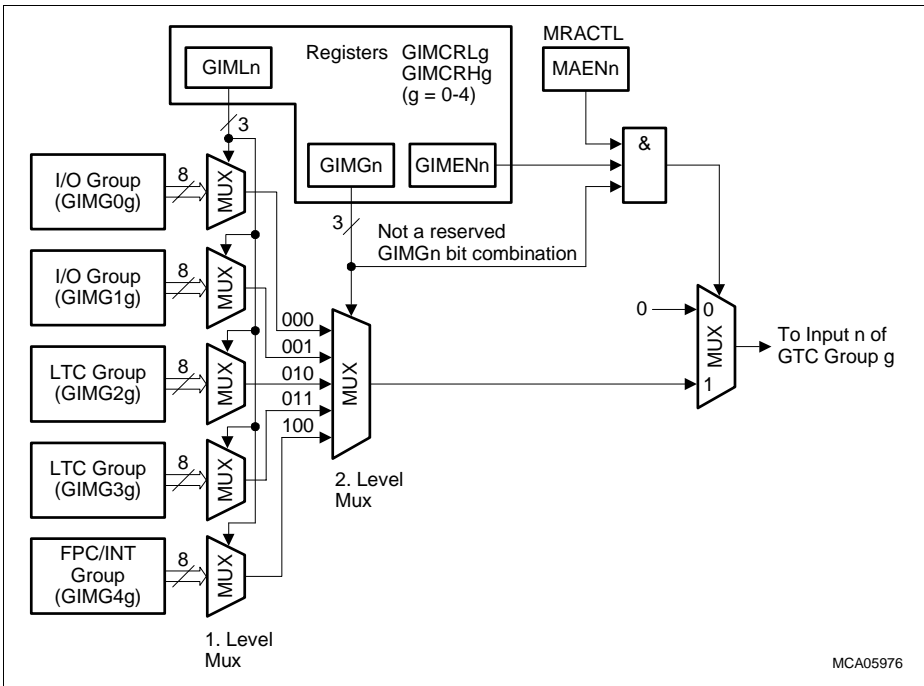 GIMLn
Registers GIMCRLg
GIMCRHg
(g = 0-4)
MRACTL
MAENn
3
GIMGn
GIMENn
&
I/O Group
(GIMG0g)
8
MUX
3
Not a reserved
GIMGn bit combination
I/O Group
(GIMG1g)
8
MUX
000
001
010
011
100
MUX
0
0
MUX
1
To Input n of
GTC Group g
LTC Group
(GIMG2g)
8
MUX
LTC Group
(GIMG3g)
8
MUX
2. Level
Mux
FPC/INT
Group
(GIMG4g)
8
MUX
1. Level
Mux
MCA05976